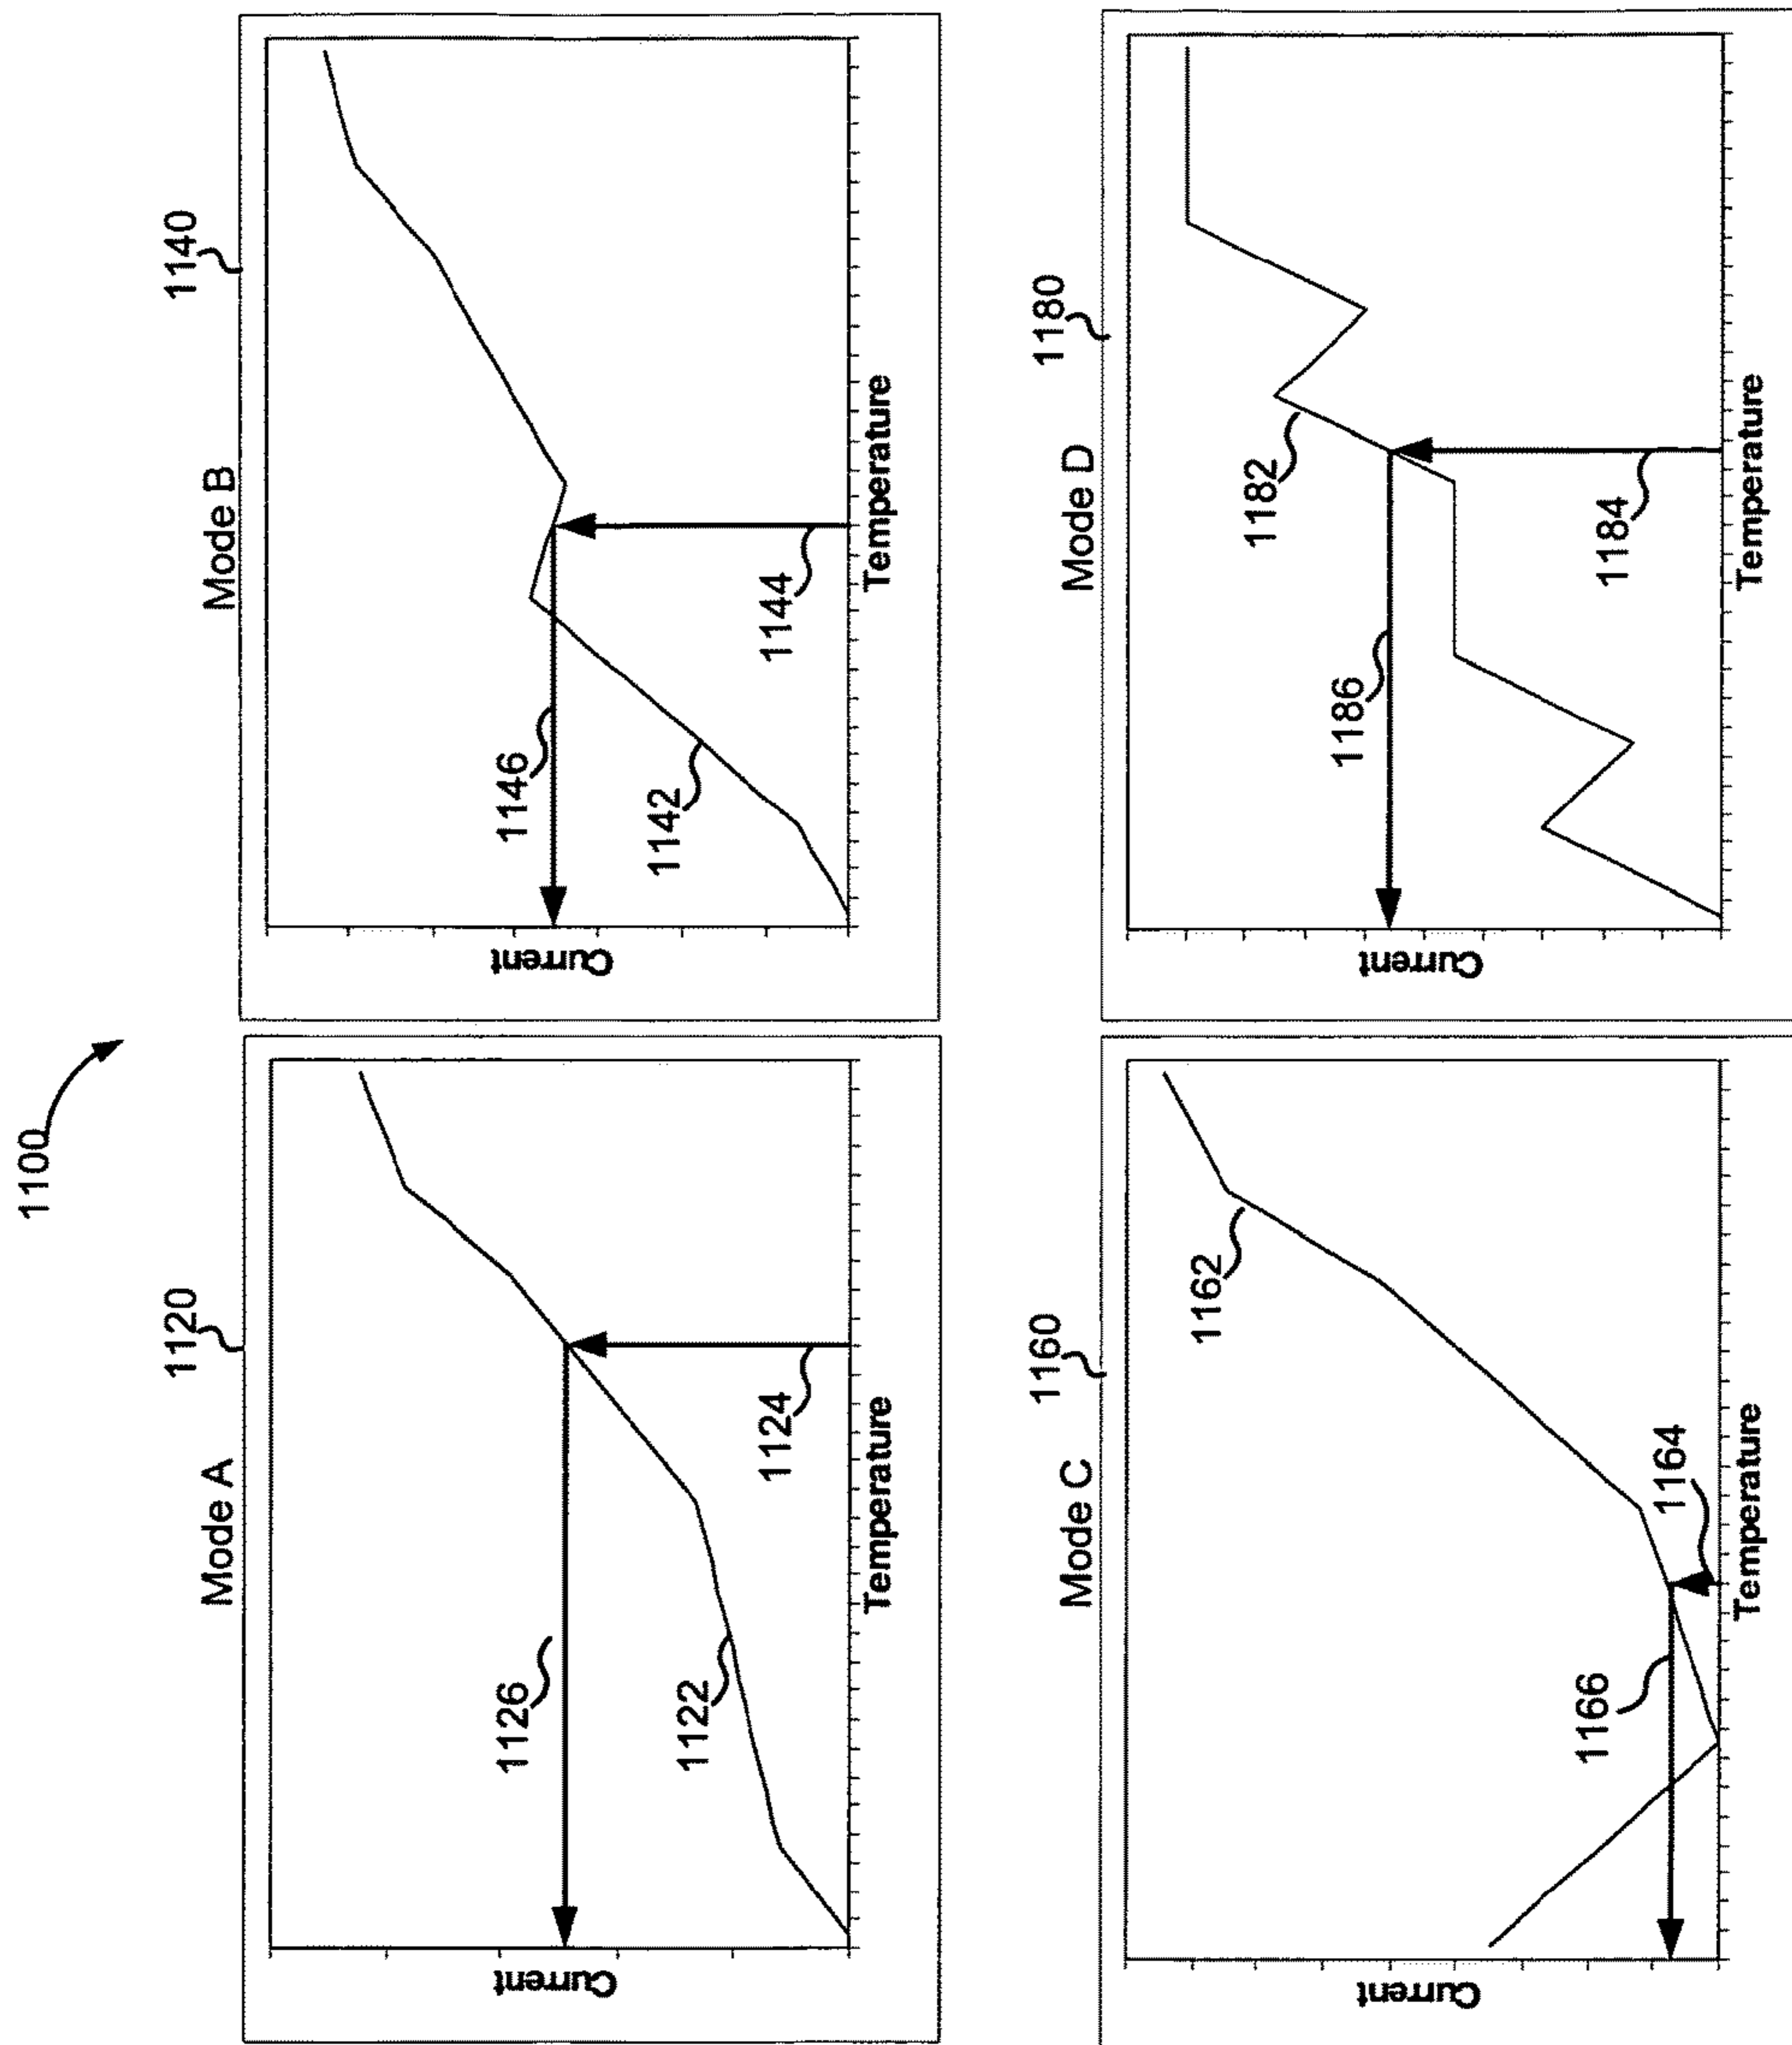 1100
1120
Mode A
Current
1126
1122
1124
Temperature
1140
Mode B
Current
1146
1142
1144
Temperature
1160
Mode C
Current
1162
1166
1164
Temperature
1180
Mode D
Current
1182
1186
1184
Temperature